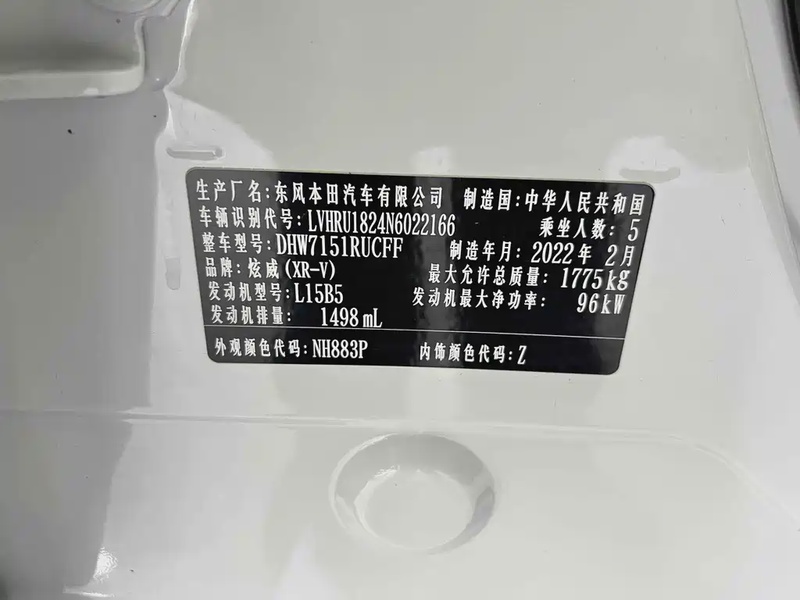 生产厂名:东风本田汽车有限公司 制造国:中华人民共和国
车辆识别代号:LVHRU1824N6022166 乘坐人数:5
整车型号:DHW7151RUCFF 制造年月:2022年2月
品牌:炫威(XR-V) 最大允许总质量:1775kg
发动机型号:L15B5 发动机最大净功率:96kW
发动机排量:1498mL
外观颜色代码:NH883P 内饰颜色代码:Z